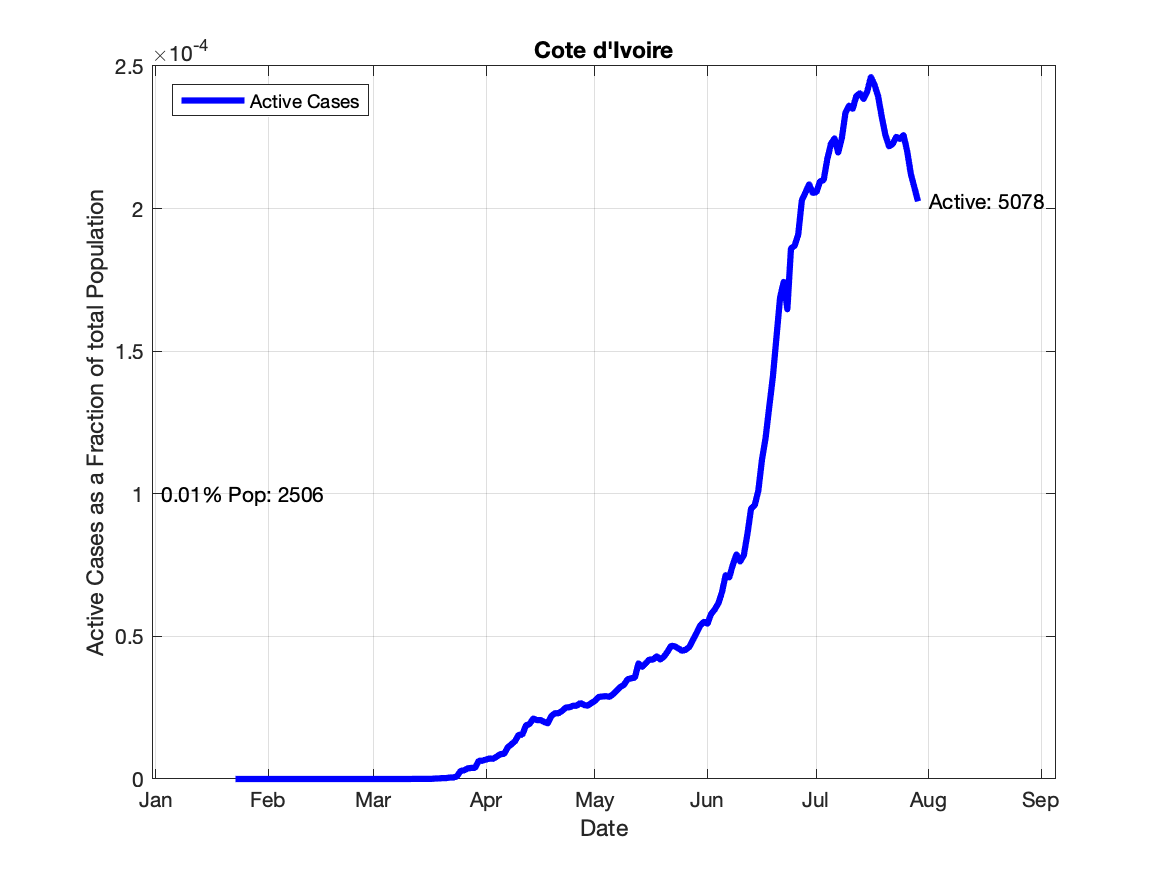 Cote d'Ivoire
×10-4
2.5
2
1.5
1
0.5
0
Active Cases
Active: 5078
0.01% Pop: 2506
Active Cases as a Fraction of total Population
Jan Feb Mar Apr May Jun Jul Aug Sep
Date